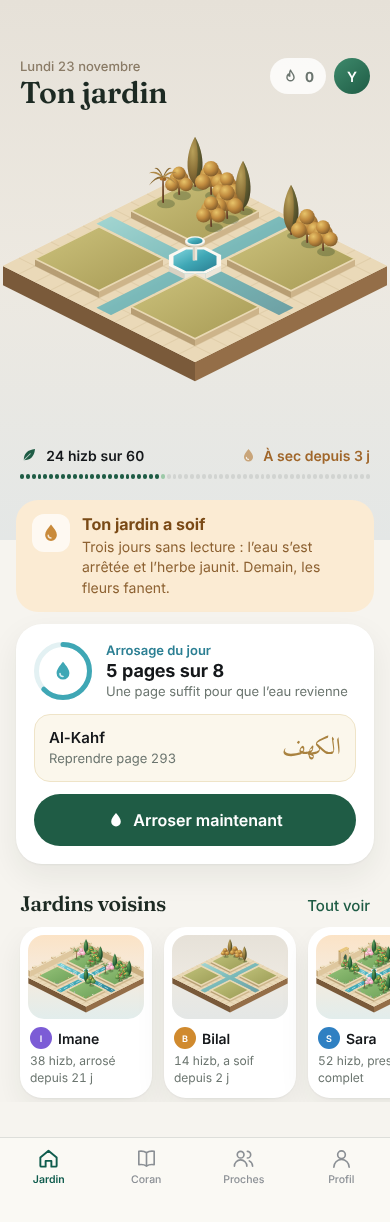 Lundi 23 novembre
Ton jardin
0
Y
24 hizb sur 60
À sec depuis 3 j
Ton jardin a soif
Trois jours sans lecture : l’eau s’est
arrêtée et l’herbe jaunit. Demain, les
fleurs fanent.
Arrosage du jour
5 pages sur 8
Une page suffit pour que l’eau revienne
Al-Kahf
Reprendre page 293
الكهف
Arroser maintenant
Jardins voisins
Tout voir
I
Imane
38 hizb, arrosé
depuis 21 j
B
Bilal
14 hizb, a soif
depuis 2 j
S
Sara
52 hizb, pres
complet
Jardin
Coran
Proches
Profil